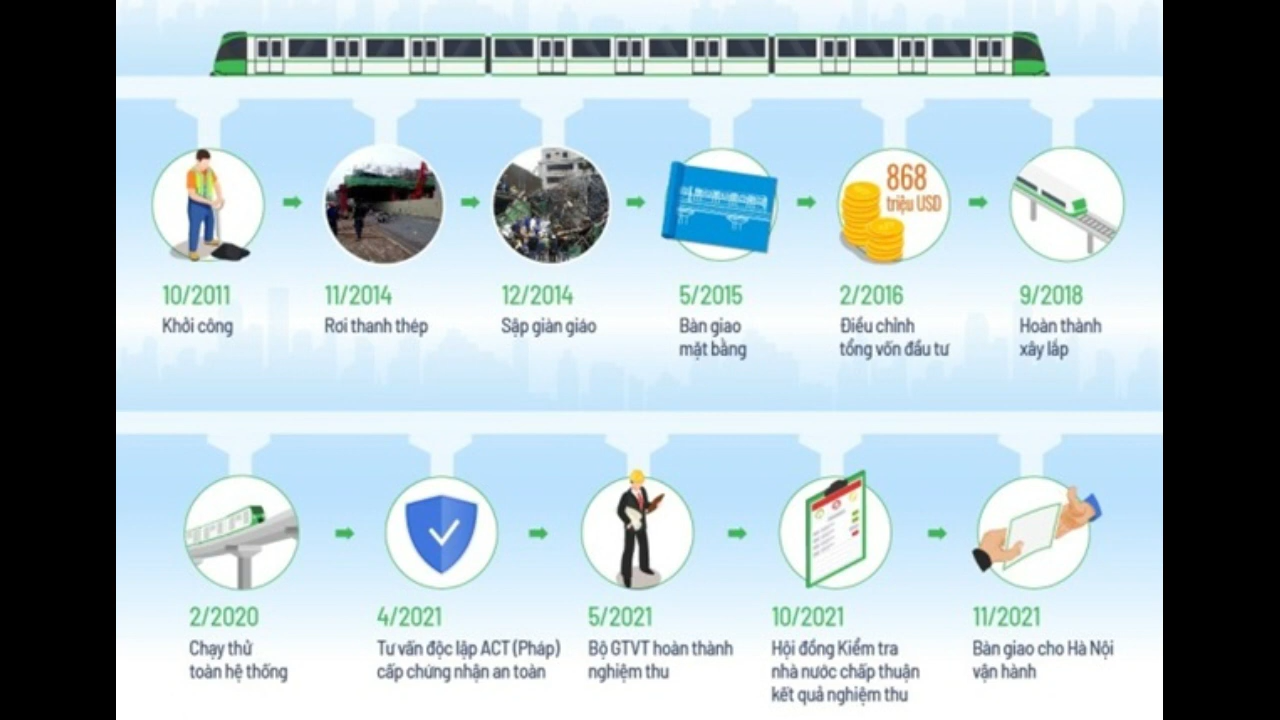 868
triệu USD
10/2011
Khởi công
11/2014
Rơi thanh thép
12/2014
Sập giàn giáo
5/2015
Bàn giao
mặt bằng
2/2016
Điều chỉnh
tổng vốn đầu tư
9/2018
Hoàn thành
xây lắp
2/2020
Chạy thử
toàn hệ thống
4/2021
Tư vấn độc lập ACT (Pháp)
cấp chứng nhận an toàn
5/2021
Bộ GTVT hoàn thành
nghiệm thu
10/2021
Hội đồng Kiểm tra
nhà nước chấp thuận
kết quả nghiệm thu
11/2021
Bàn giao cho Hà Nội
vận hành